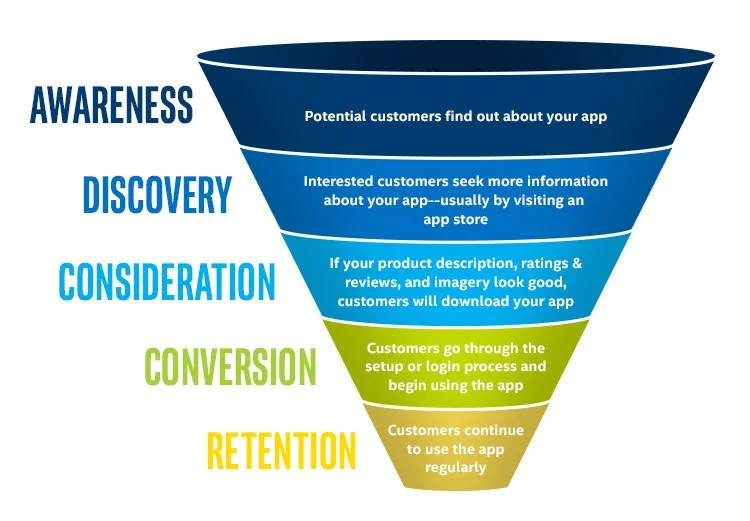 AWARENESS
Potential customers find out about your app
DISCOVERY
Interested customers seek more information
about your app--usually by visiting an
app store
CONSIDERATION
If your product description, ratings &
reviews, and imagery look good,
customers will download your app
CONVERSION
Customers go through the
setup or login process and
begin using the app
RETENTION
Customers continue
to use the app
regularly